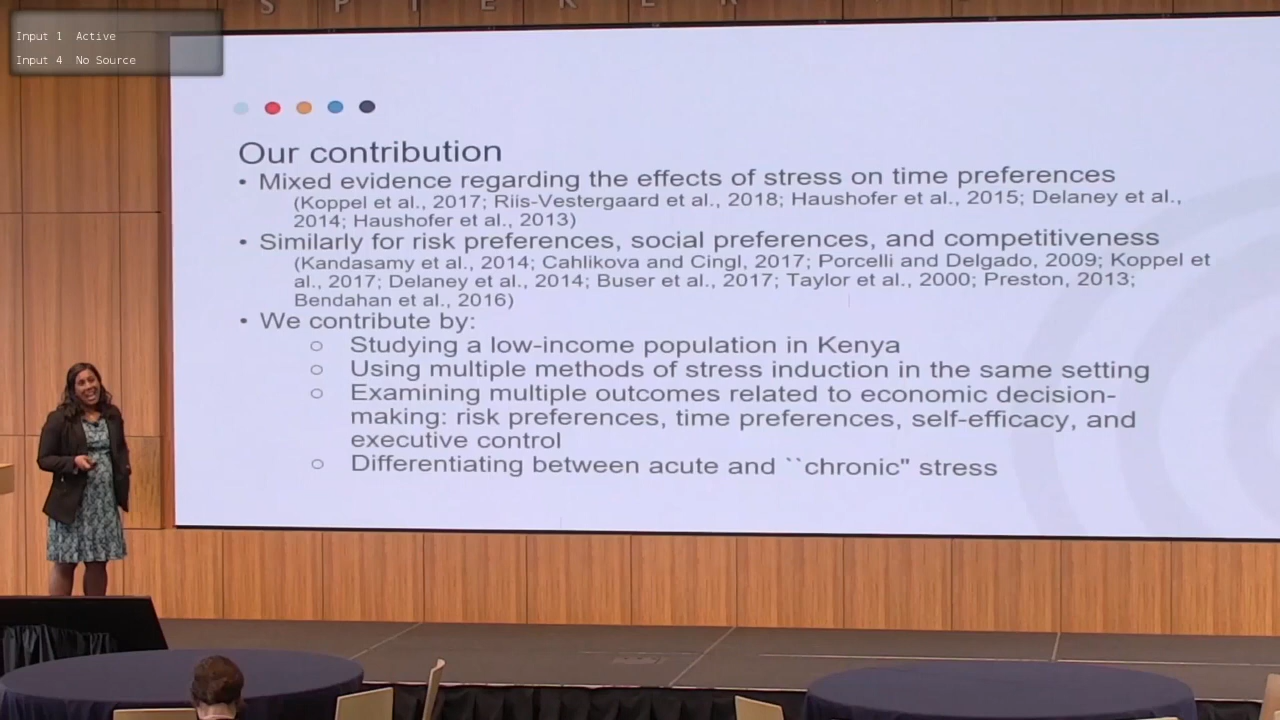 S P I E K E R
Input 1 Active
Input 4 No Source
Our contribution
• Mixed evidence regarding the effects of stress on time preferences
(Koppel et al., 2017; Riis-Vestergaard et al., 2018; Haushofer et al., 2015; Delaney et al.,
2014; Haushofer et al., 2013)
• Similarly for risk preferences, social preferences, and competitiveness
(Kandasamy et al., 2014; Cahlikova and Cingl, 2017; Porcelli and Delgado, 2009; Koppel et
al., 2017; Delaney et al., 2014; Buser et al., 2017; Taylor et al., 2000; Preston, 2013;
Bendahan et al., 2016)
• We contribute by:
○ Studying a low-income population in Kenya
○ Using multiple methods of stress induction in the same setting
○ Examining multiple outcomes related to economic decision-
making: risk preferences, time preferences, self-efficacy, and
executive control
○ Differentiating between acute and ``chronic" stress